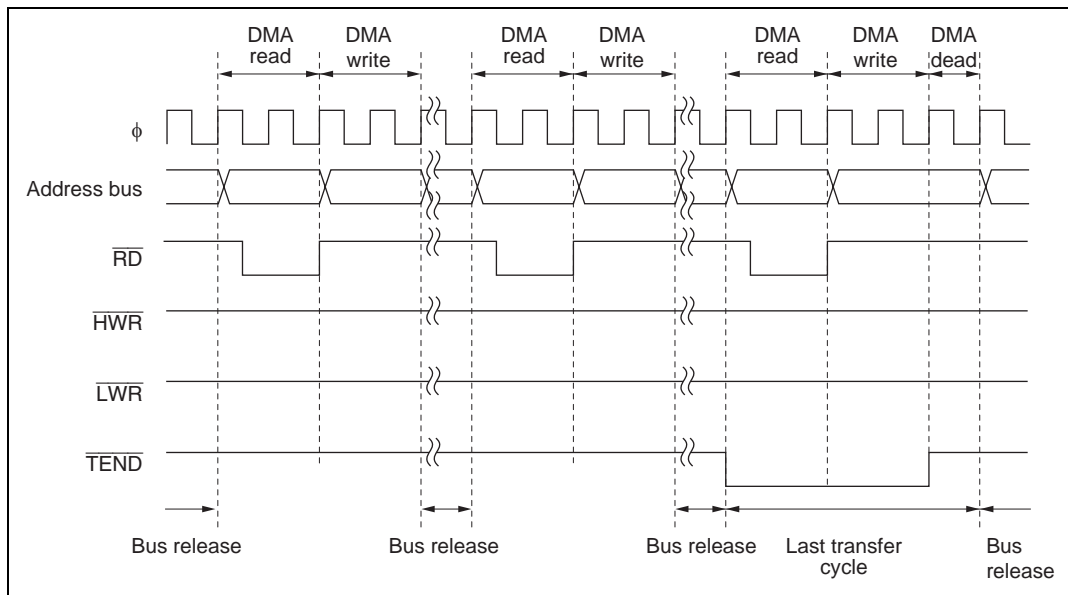 DMA read
DMA write
DMA read
DMA write
DMA read
DMA write
DMA dead
φ
Address bus
RD
HWR
LWR
TEND
Bus release
Bus release
Bus release
Last transfer cycle
Bus release